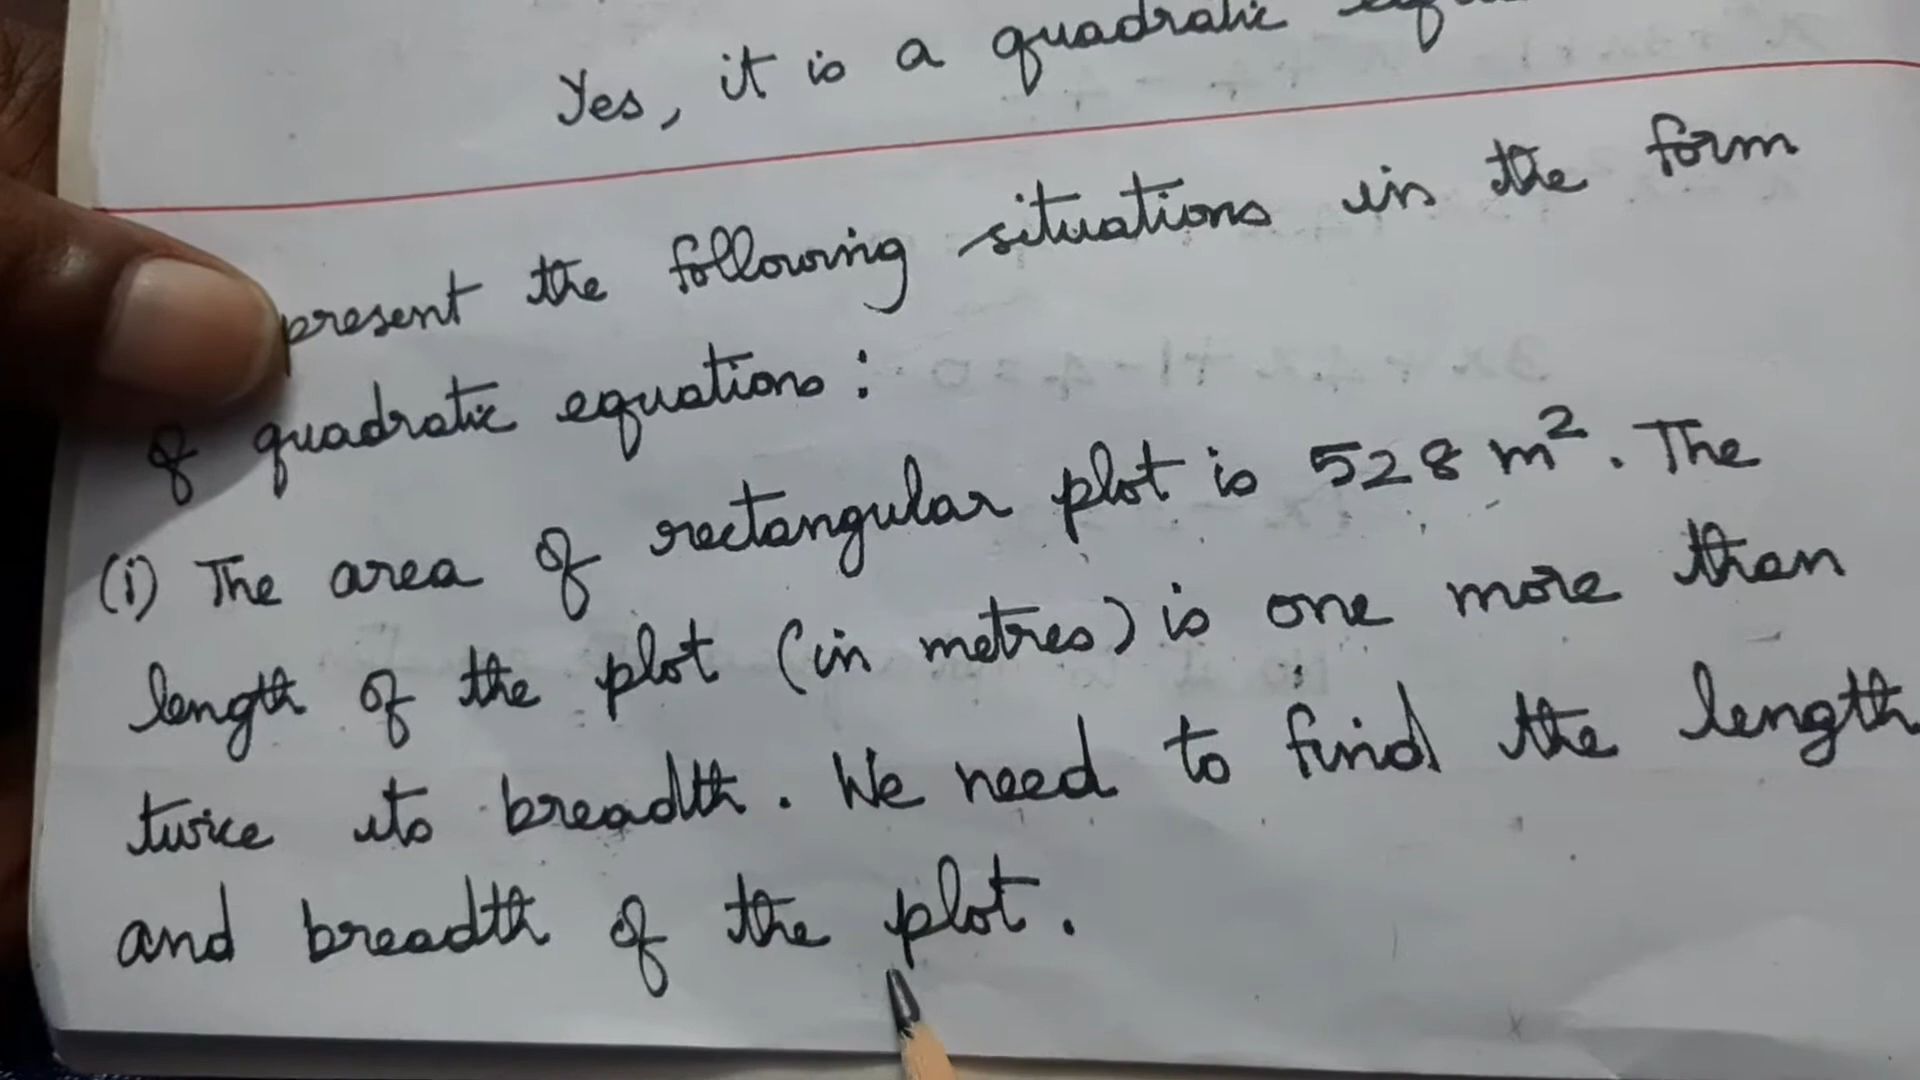 Yes, it is a quadratic
present the following situations in the form
of quadratic equations :
(i) The area of rectangular plot is 528 m². The
length of the plot (in metres) is one more than
twice its breadth. We need to find the length
and breadth of the plot.